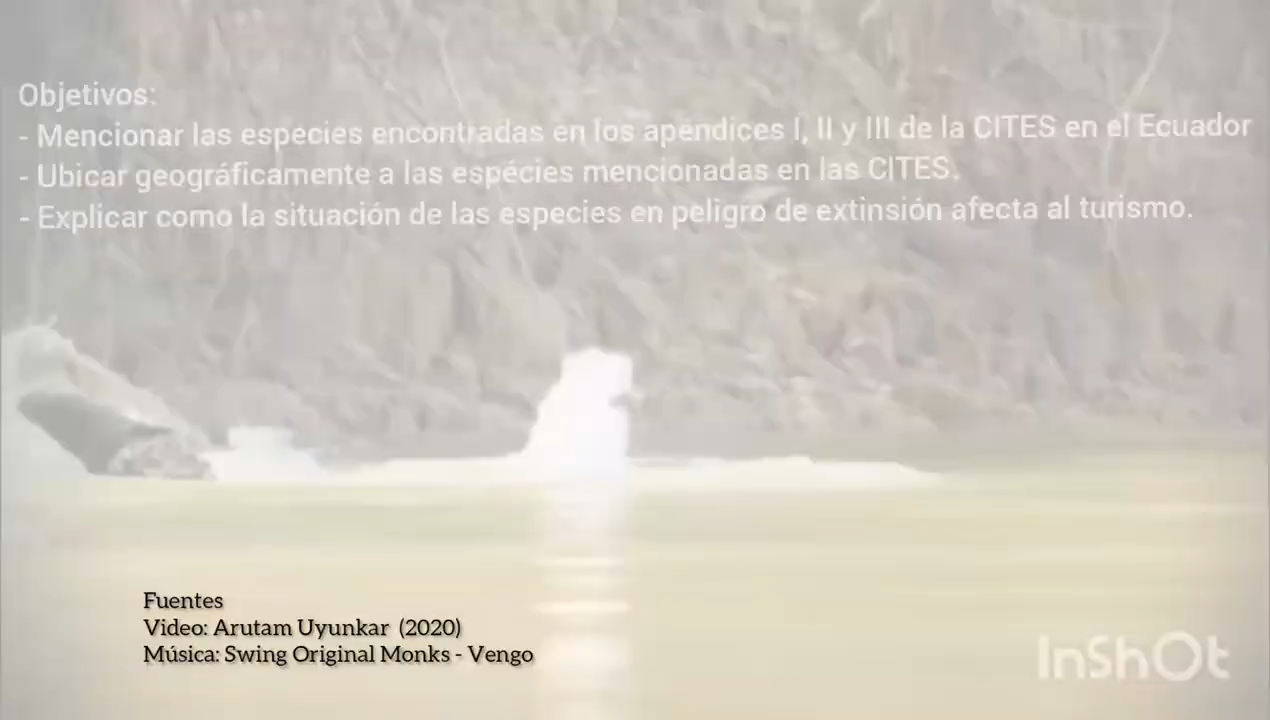 Objetivos:
- Mencionar las especies encontradas en los apendices I, II y III de la CITES en el Ecuador
- Ubicar geográficamente a las espécies mencionadas en las CITES.
- Explicar como la situación de las especies en peligro de extinsión afecta al turismo.
Fuentes
Video: Arutam Uyunkar (2020)
Música: Swing Original Monks - Vengo
InShOt